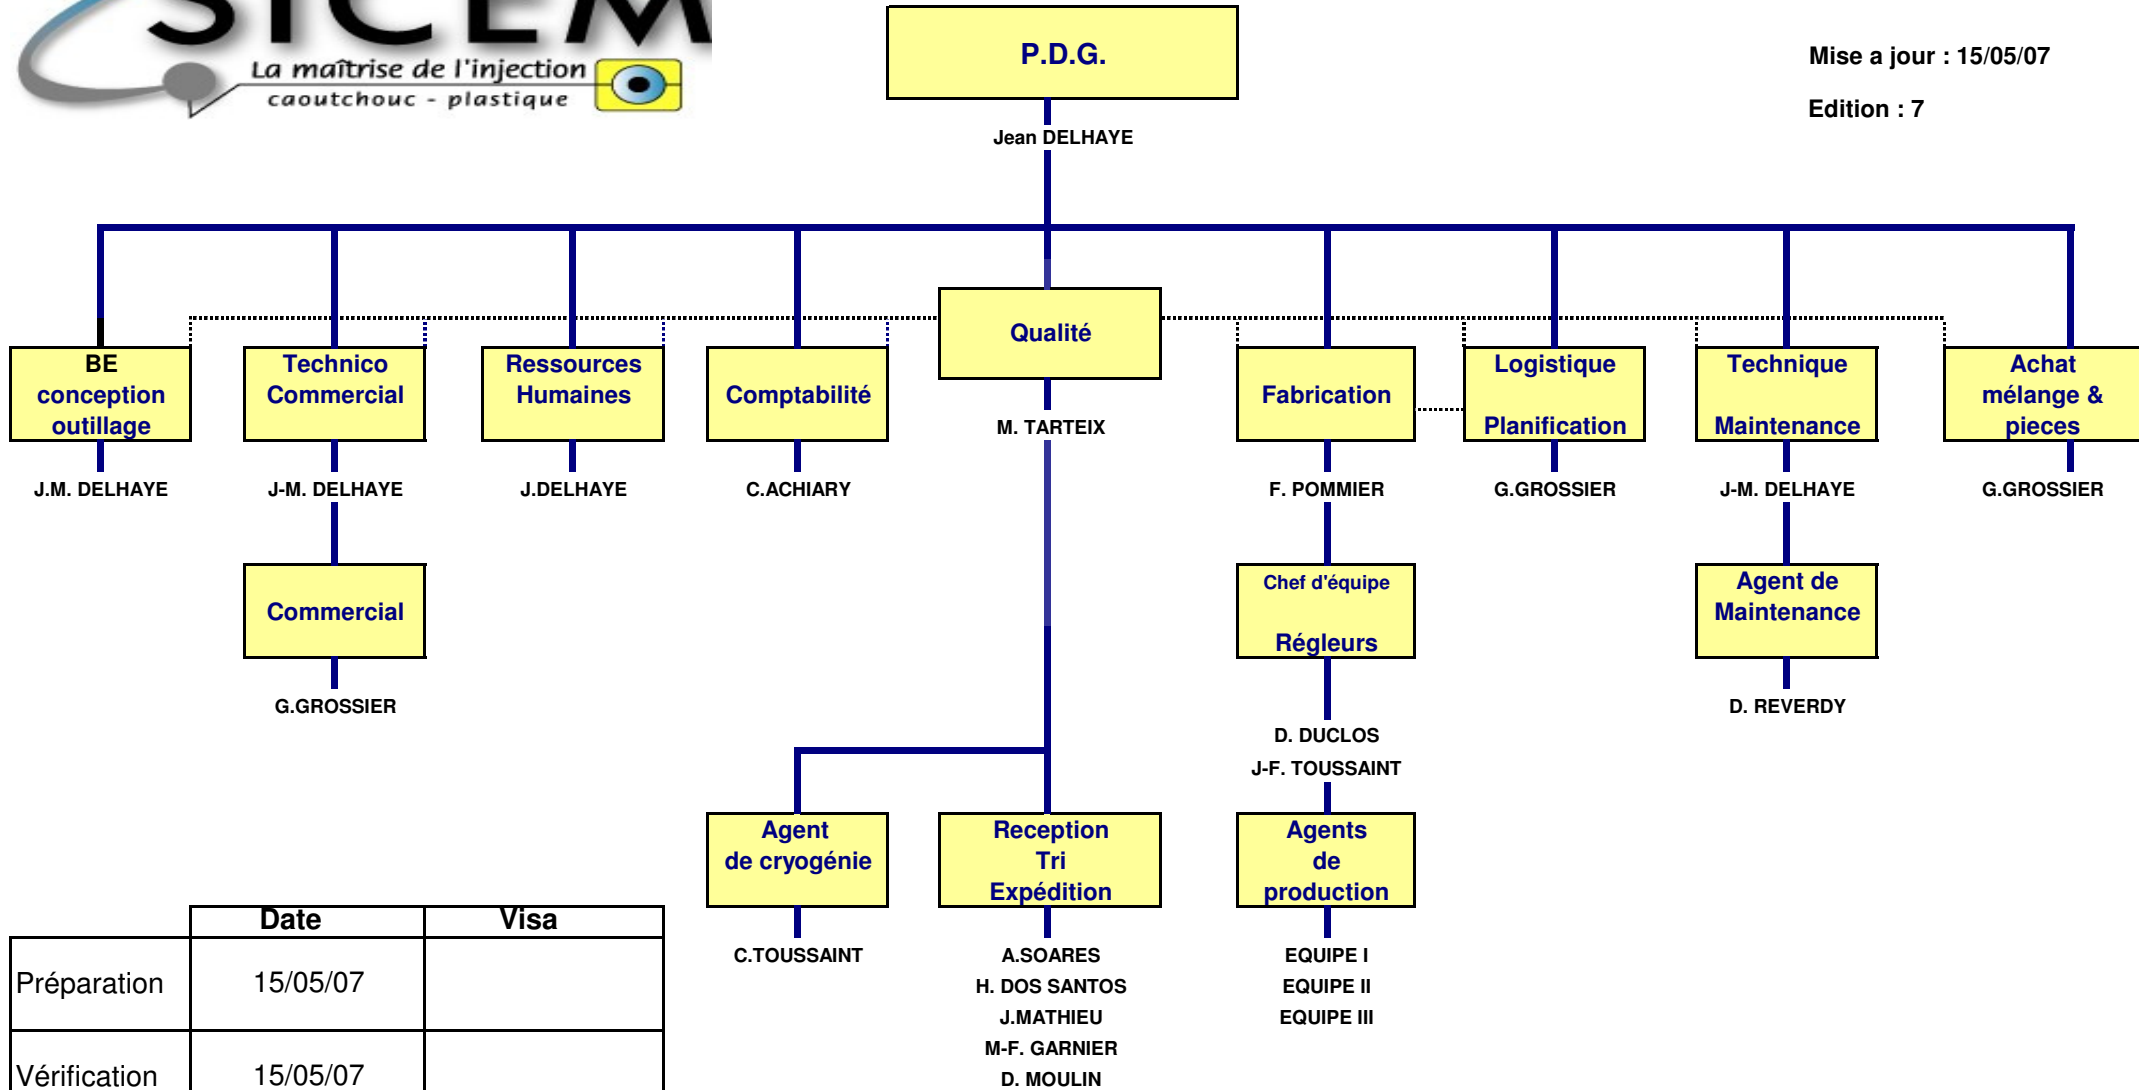 SICEM
La maîtrise de l'injection
caoutchouc - plastique
P.D.G.
Mise a jour : 15/05/07
Edition : 7
Jean DELHAYE
Qualité
M. TARTEIX
BE
conception
outillage
J.M. DELHAYE
Technico
Commercial
J-M. DELHAYE
Ressources
Humaines
J.DELHAYE
Comptabilité
C.ACHIARY
Fabrication
F. POMMIER
Logistique
Planification
G.GROSSIER
Technique
Maintenance
J-M. DELHAYE
Achat
mélange &
pieces
G.GROSSIER
Commercial
G.GROSSIER
Chef d'équipe
Régleurs
D. DUCLOS
J-F. TOUSSAINT
Agent de
Maintenance
D. REVERDY
Agent
de cryogénie
C.TOUSSAINT
Reception
Tri
Expédition
A.SOARES
H. DOS SANTOS
J.MATHIEU
M-F. GARNIER
D. MOULIN
Agents
de
production
EQUIPE I
EQUIPE II
EQUIPE III
Date Visa
Préparation 15/05/07
Vérification 15/05/07